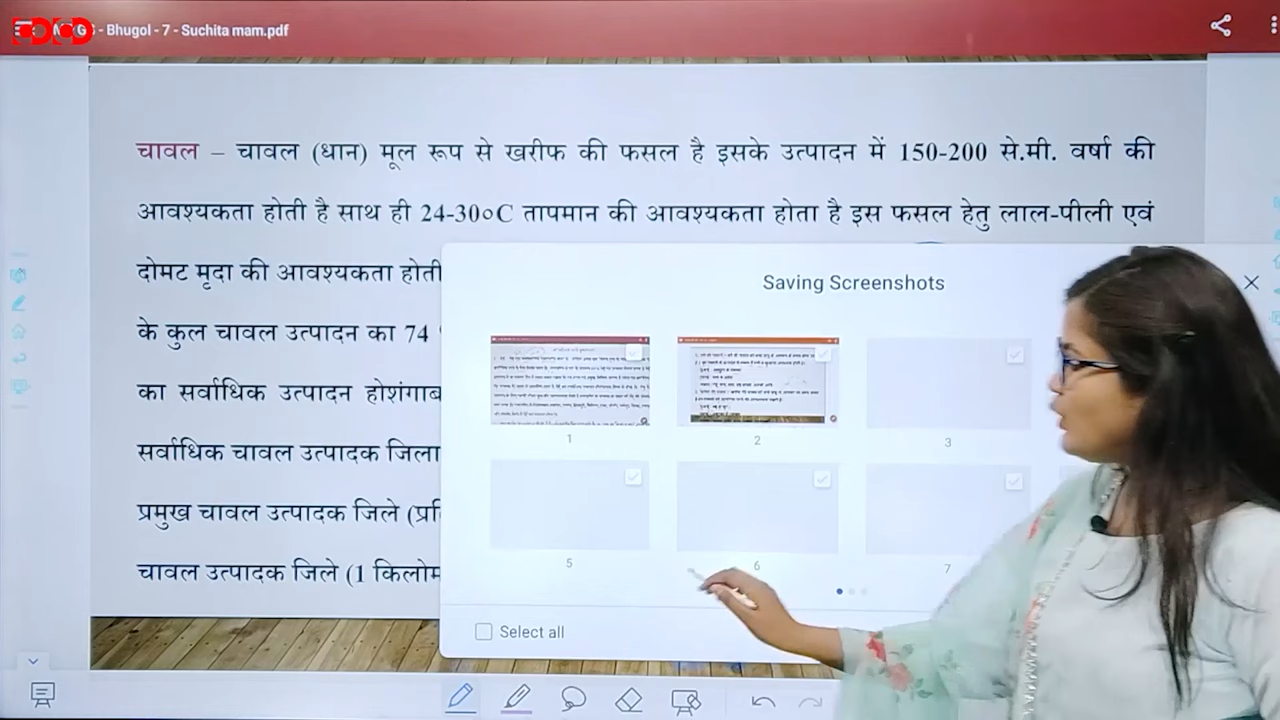 - Bhugol - 7 - Suchita mam.pdf
चावल – चावल (धान) मूल रूप से खरीफ की फसल है इसके उत्पादन में 150-200 से.मी. वर्षा की
आवश्यकता होती है साथ ही 24-30०C तापमान की आवश्यकता होता है इस फसल हेतु लाल-पीली एवं
दोमट मृदा की आवश्यकता होती
के कुल चावल उत्पादन का 74
का सर्वाधिक उत्पादन होशंगाब
सर्वाधिक चावल उत्पादक जिला
प्रमुख चावल उत्पादक जिले
चावल उत्पादक जिले (1
Saving Screenshots
1
2
3
5
6
7
Select all